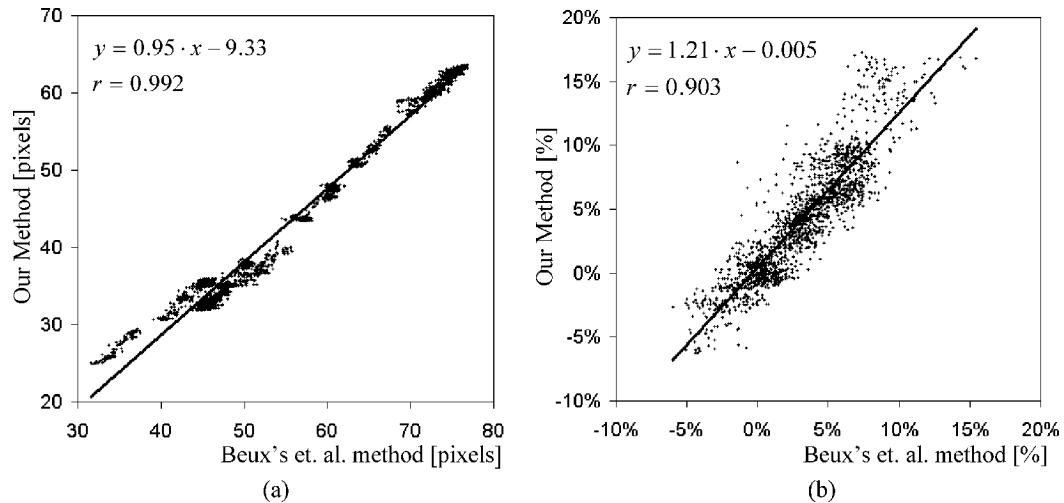 70
60
50
40
30
20
Our Method [pixels]
y = 0.95 · x − 9.33
r = 0.992
30 40 50 60 70 80
Beux's et. al. method [pixels]
(a)
20%
15%
10%
5%
0%
-5%
-10%
Our Method [%]
y = 1.21 · x − 0.005
r = 0.903
-10% -5% 0% 5% 10% 15% 20%
Beux's et. al. method [%]
(b)